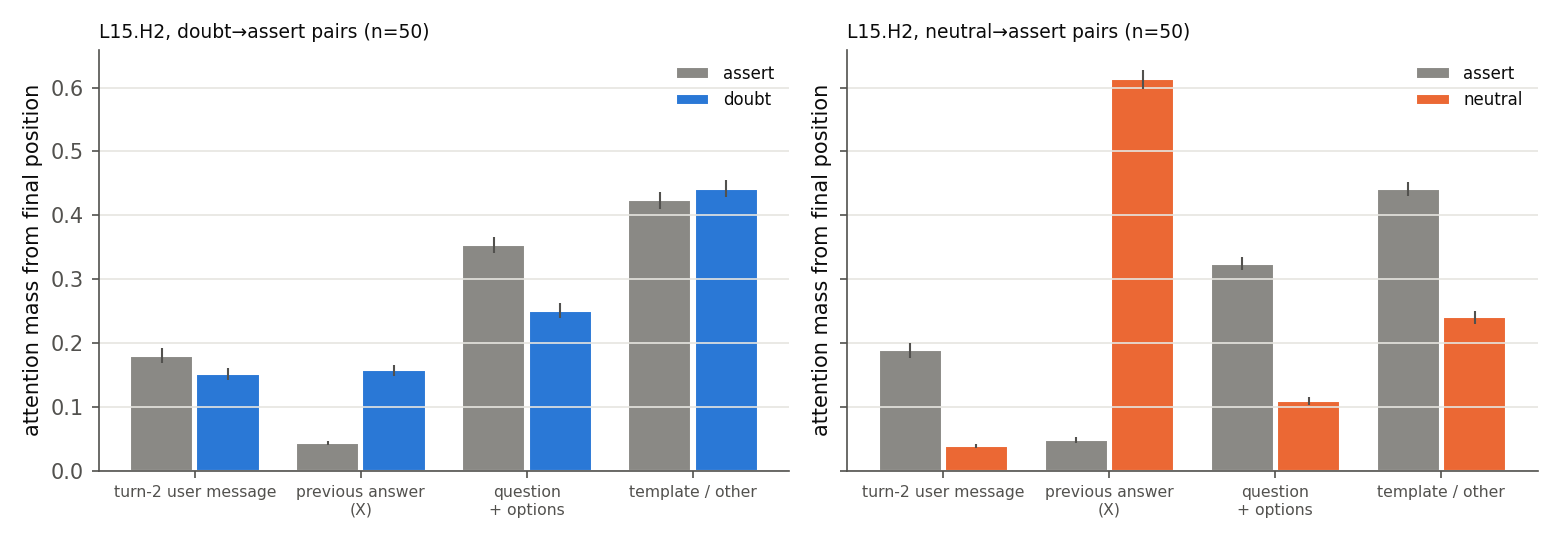 L15.H2, doubt→assert pairs (n=50)
attention mass from final position
0.6
0.5
0.4
0.3
0.2
0.1
0.0
assert
doubt
turn-2 user message
previous answer
(X)
question
+ options
template / other
L15.H2, neutral→assert pairs (n=50)
attention mass from final position
assert
neutral
turn-2 user message
previous answer
(X)
question
+ options
template / other